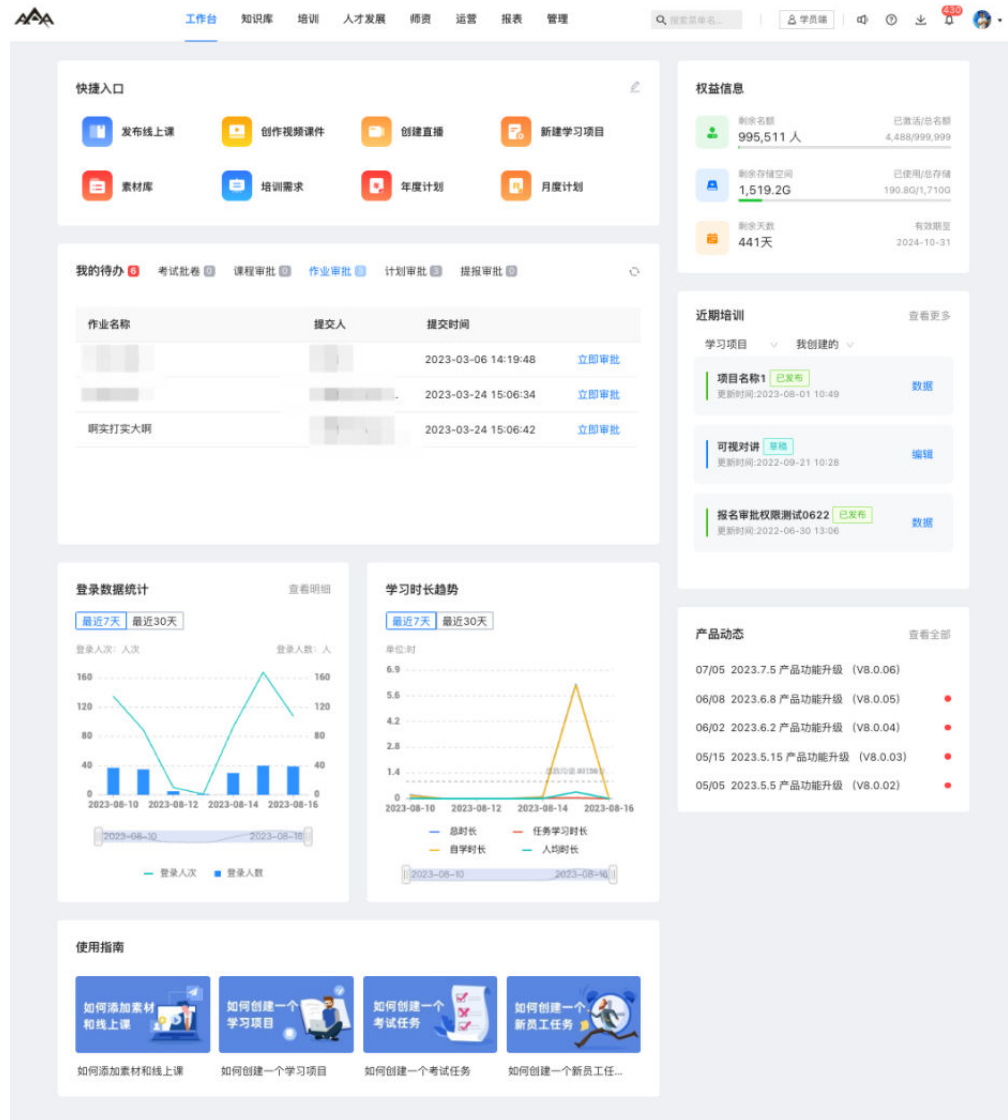 工作台 知识库 培训 人才发展 师资 运营 报表 管理 搜索菜单名... 学员端 430
快捷入口
发布线上课 创作视频课件 创建直播 新建学习项目
素材库 培训需求 年度计划 月度计划
我的待办 6 考试批卷 0 课程审批 0 作业审批 3 计划审批 3 提报审批 0
作业名称 提交人 提交时间
2023-03-06 14:19:48 立即审批
2023-03-24 15:06:34 立即审批
啊实打实大啊 2023-03-24 15:06:42 立即审批
登录数据统计 查看明细
最近7天 最近30天
登录人次：人次 登录人数：人
160 160
120 120
80 80
40 40
0 0
2023-08-10 2023-08-12 2023-08-14 2023-08-16
2023-08-10 2023-08-16
登录人次 登录人数
学习时长趋势
最近7天 最近30天
单位:时
6.9
5.6
4.2
2.8
1.4
0
2023-08-10 2023-08-12 2023-08-14 2023-08-16
总时长 任务学习时长
自学时长 人均时长
2023-08-10 2023-08-16
使用指南
如何添加素材
和线上课
如何创建一个
学习项目
如何创建一个
考试任务
如何创建一个
新员工任务
如何添加素材和线上课 如何创建一个学习项目 如何创建一个考试任务 如何创建一个新员工任...
权益信息
剩余名额 已激活/总名额
995,511 人 4,488/999,999
剩余存储空间 已使用/总存储
1,519.2G 190.8G/1,710G
剩余天数 有效期至
441天 2024-10-31
近期培训 查看更多
学习项目 我创建的
项目名称1 已发布
更新时间:2023-08-01 10:49 数据
可视对讲 草稿
更新时间:2022-09-21 10:28 编辑
报名审批权限测试0622 已发布
更新时间:2022-06-30 13:06 数据
产品动态 查看全部
07/05 2023.7.5 产品功能升级 （V8.0.06)
06/08 2023.6.8 产品功能升级 （V8.0.05)
06/02 2023.6.2 产品功能升级 （V8.0.04)
05/15 2023.5.15 产品功能升级 （V8.0.03)
05/05 2023.5.5 产品功能升级 （V8.0.02)